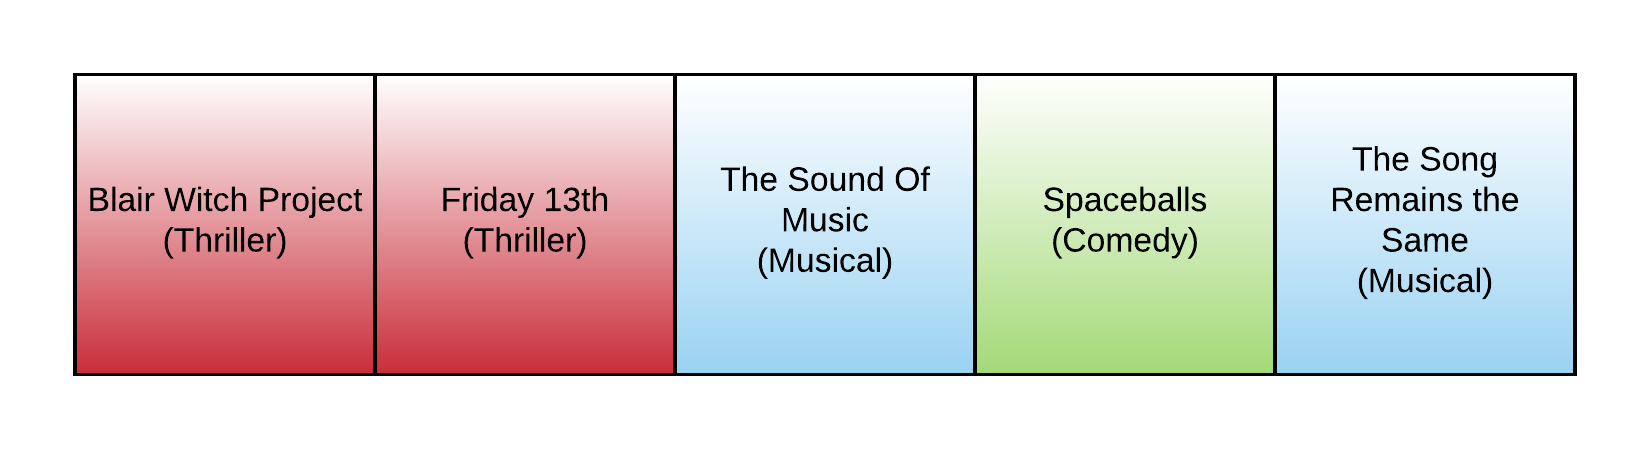 Blair Witch Project
(Thriller)
Friday 13th
(Thriller)
The Sound Of
Music
(Musical)
Spaceballs
(Comedy)
The Song
Remains the
Same
(Musical)